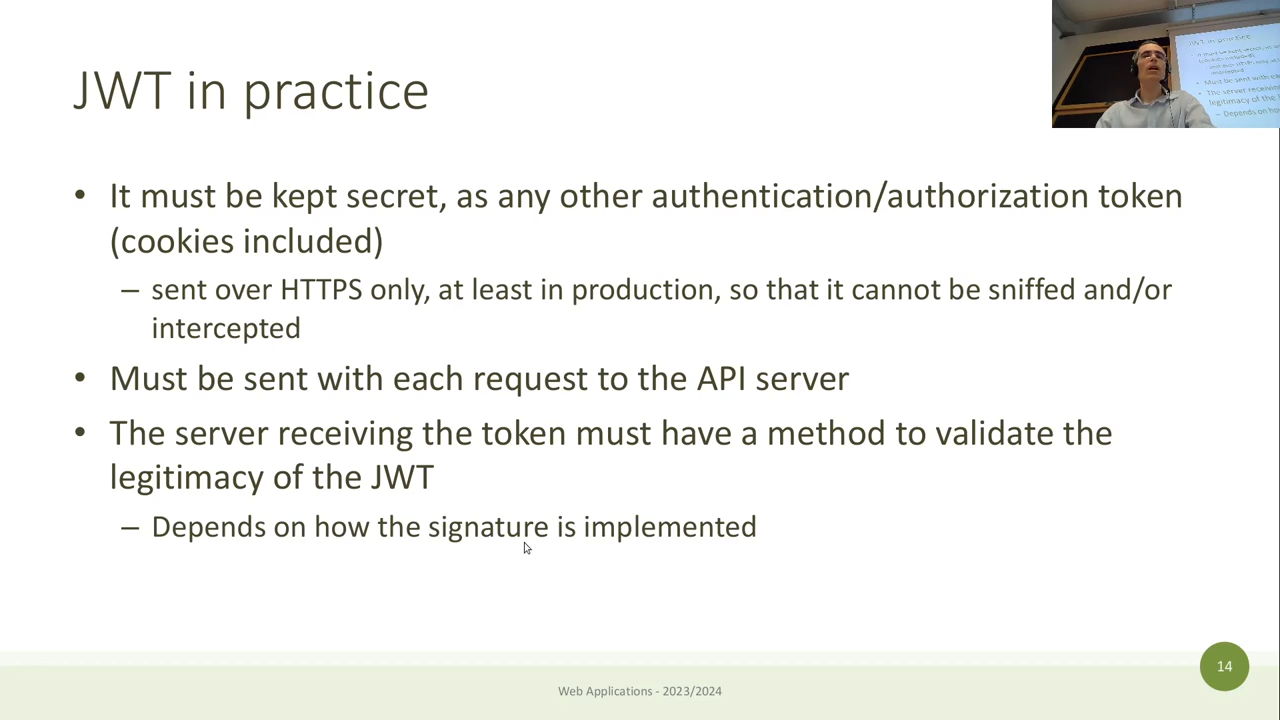 JWT in practice
• It must be kept secret, as any other authentication/authorization token
(cookies included)
– sent over HTTPS only, at least in production, so that it cannot be sniffed and/or
intercepted
• Must be sent with each request to the API server
• The server receiving the token must have a method to validate the
legitimacy of the JWT
– Depends on how the signature is implemented
14
Web Applications - 2023/2024